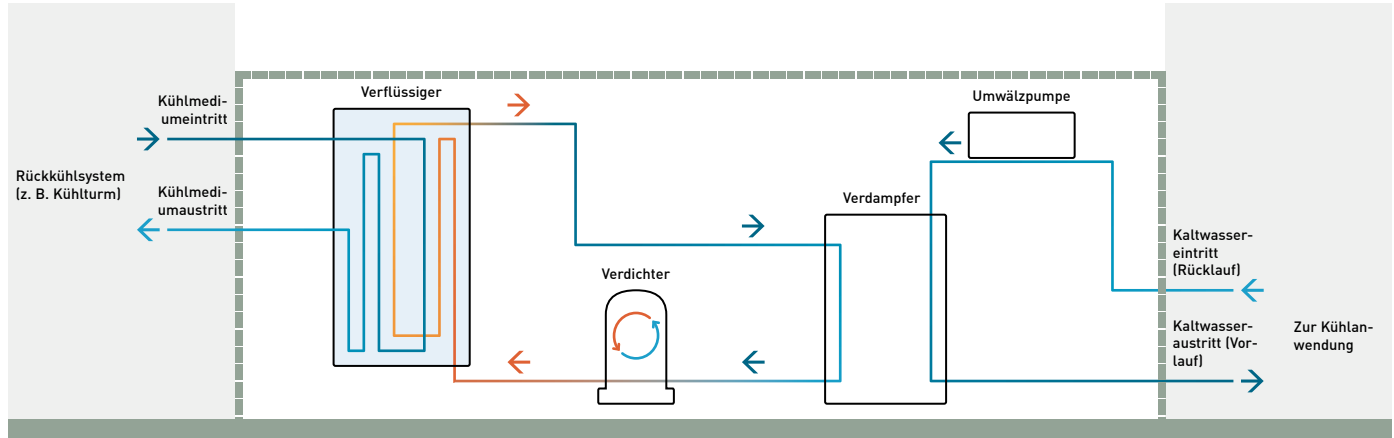 Verflüssiger
Umwälzpumpe
Kühlmedi-
umeintritt
Rückkühlsystem
(z. B. Kühlturm)
Kühlmedi-
umaustritt
Verdampfer
Verdichter
Kaltwasser-
eintritt
(Rücklauf)
Kaltwasser-
austritt (Vor-
lauf)
Zur Kühlan-
wendung